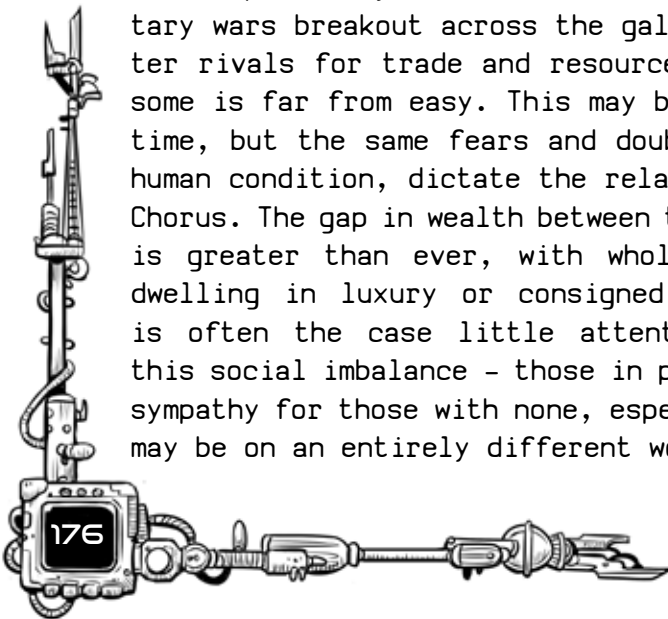 tary wars breakout across the gal
ter rivals for trade and resource
some is far from easy. This may b
time, but the same fears and doub
human condition, dictate the rela
Chorus. The gap in wealth between t
is greater than ever, with whol
dwelling in luxury or consigned
is often the case little attent
this social imbalance – those in p
sympathy for those with none, espe
may be on an entirely different w
176